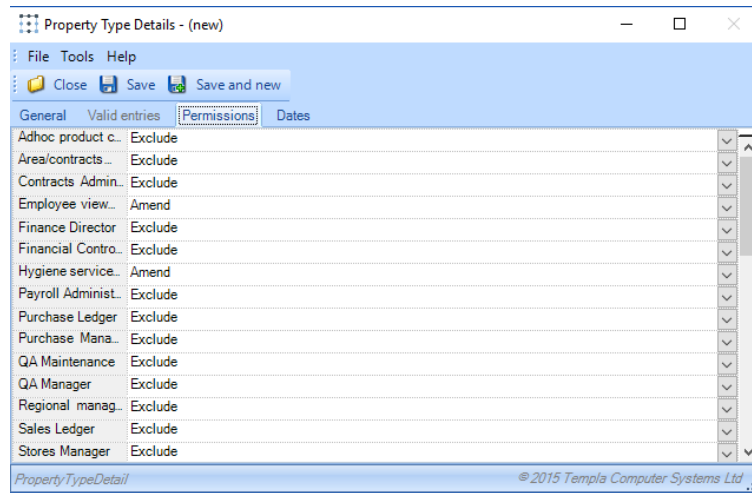 Property Type Details - (new)
File Tools Help
Close Save Save and new
General Valid entries Permissions Dates
Adhoc product c... Exclude
Area/contracts ... Exclude
Contracts Admin... Exclude
Employee view... Amend
Finance Director Exclude
Financial Contro... Exclude
Hygiene service... Amend
Payroll Administ... Exclude
Purchase Ledger Exclude
Purchase Mana... Exclude
QA Maintenance Exclude
QA Manager Exclude
Regional manag... Exclude
Sales Ledger Exclude
Stores Manager Exclude
PropertyTypeDetail © 2015 Templa Computer Systems Ltd